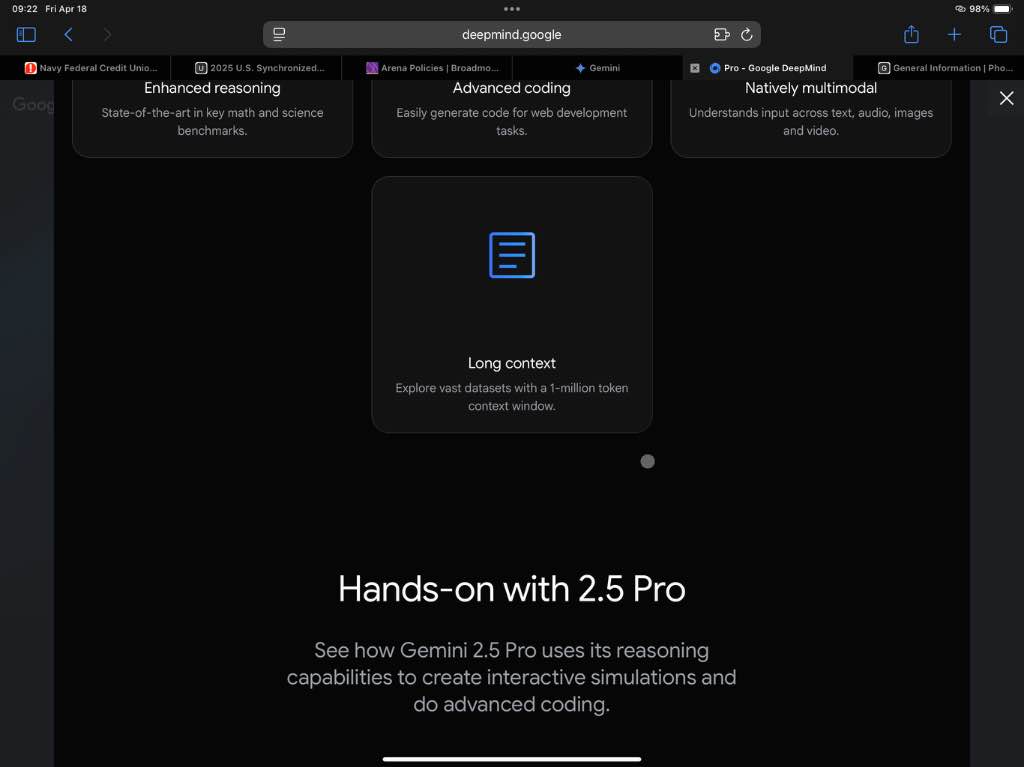 09:22 Fri Apr 18
98%
deepmind.google
Navy Federal Credit Unio...
2025 U.S. Synchronized...
Arena Policies | Broadmo...
Gemini
Pro - Google DeepMind
General Information | Pho...
Goog
Enhanced reasoning
State-of-the-art in key math and science
benchmarks.
Advanced coding
Easily generate code for web development
tasks.
Natively multimodal
Understands input across text, audio, images
and video.
Long context
Explore vast datasets with a 1-million token
context window.
Hands-on with 2.5 Pro
See how Gemini 2.5 Pro uses its reasoning
capabilities to create interactive simulations and
do advanced coding.